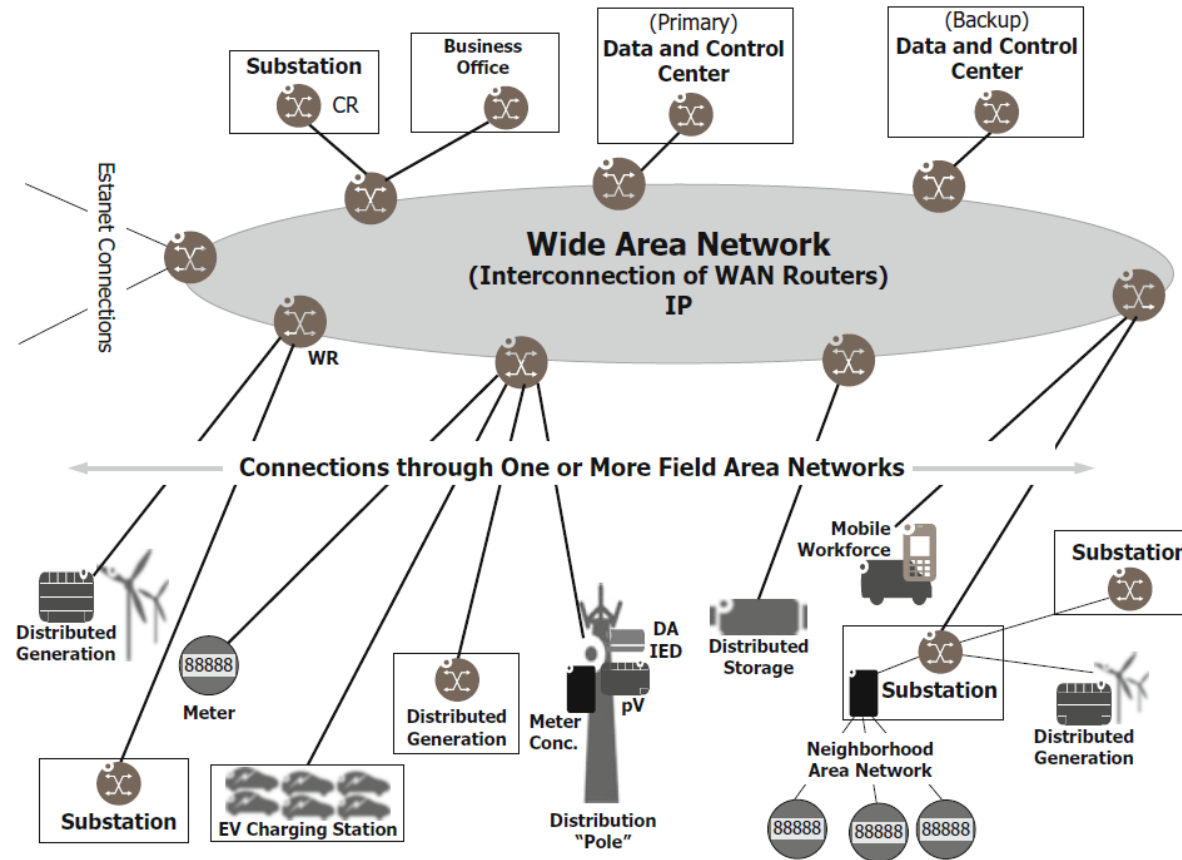 Substation
CR
Business
Office
(Primary)
Data and Control
Center
(Backup)
Data and Control
Center
Estanet Connections
Wide Area Network
(Interconnection of WAN Routers)
IP
WR
Connections through One or More Field Area Networks
Distributed
Generation
88888
Meter
Substation
EV Charging Station
Distributed
Generation
DA
IED
pV
Meter
Conc.
Distribution
“Pole”
Distributed
Storage
Mobile
Workforce
Substation
Substation
Distributed
Generation
Neighborhood
Area Network
88888
88888
88888